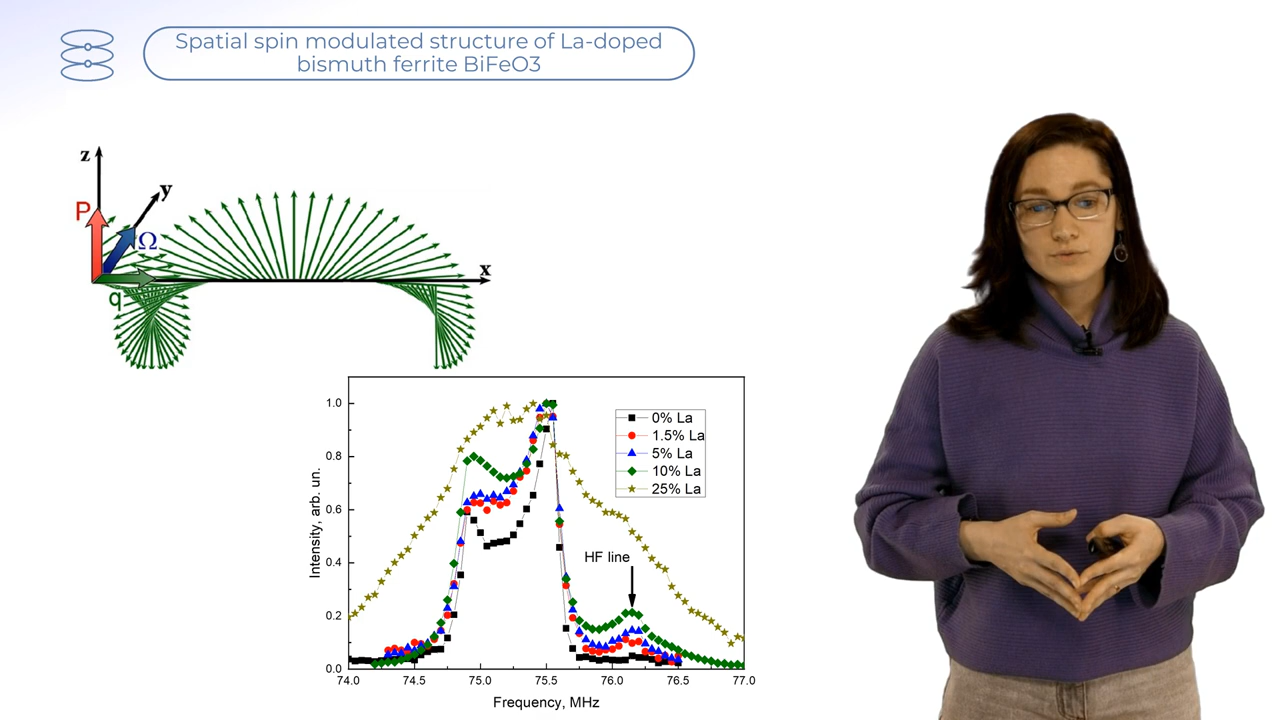 Spatial spin modulated structure of La-doped
bismuth ferrite BiFeO3
z
y
P
Ω
x
q
1.0
0.8
0.6
0.4
0.2
0.0
Intensity, arb. un.
0% La
1.5% La
5% La
10% La
25% La
HF line
74.0 74.5 75.0 75.5 76.0 76.5 77.0
Frequency, MHz